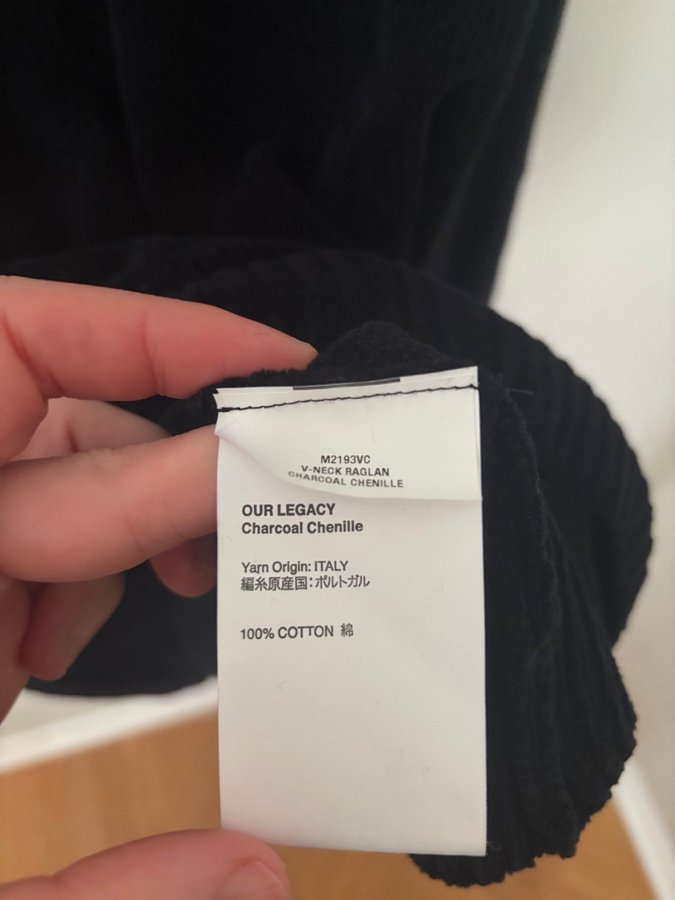 M2193VC
V-NECK RAGLAN
CHARCOAL CHENILLE
OUR LEGACY
Charcoal Chenille
Yarn Origin: ITALY
編糸原産国：ポルトガル
100% COTTON 綿